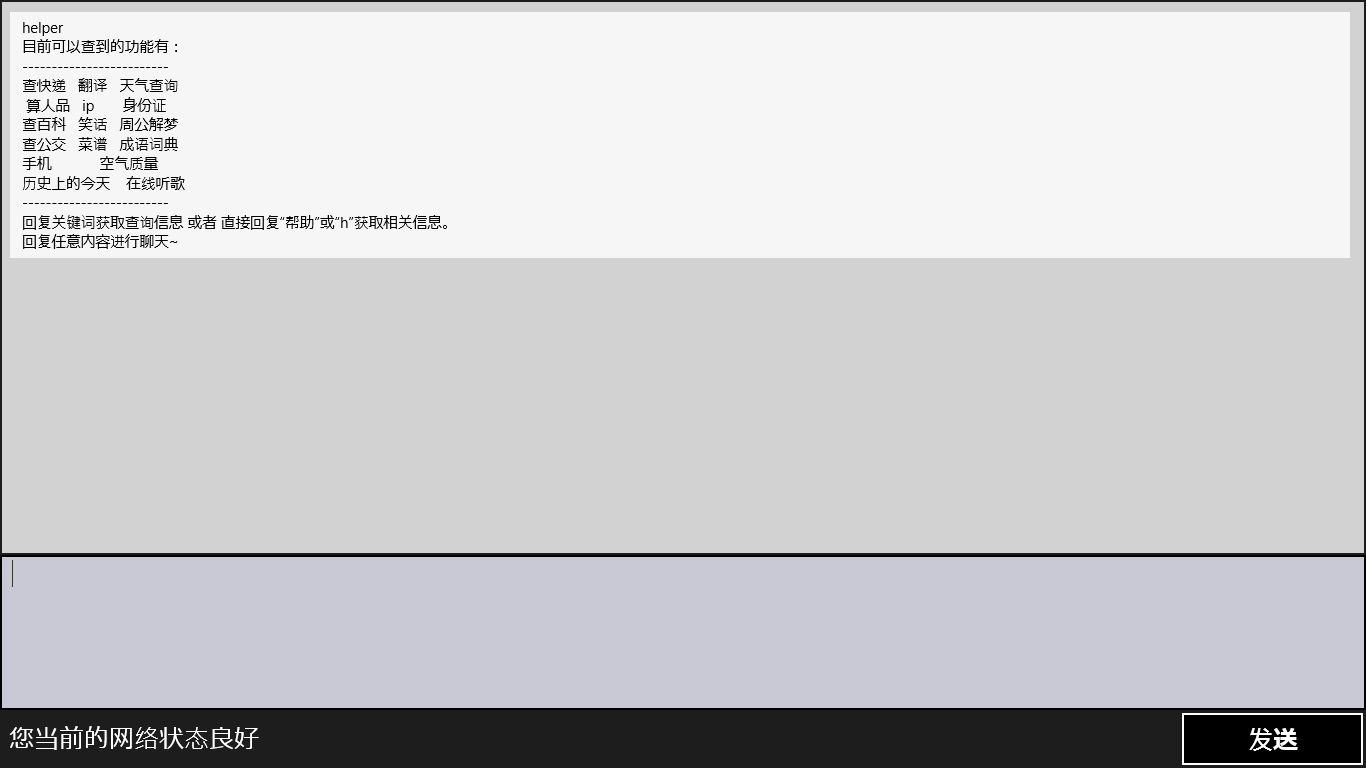 helper
目前可以查到的功能有：
-------------------------
查快递 翻译 天气查询
算人品 ip 身份证
查百科 笑话 周公解梦
查公交 菜谱 成语词典
手机 空气质量
历史上的今天 在线听歌
-------------------------
回复关键词获取查询信息 或者 直接回复“帮助”或“h”获取相关信息。
回复任意内容进行聊天~
您当前的网络状态良好
发送